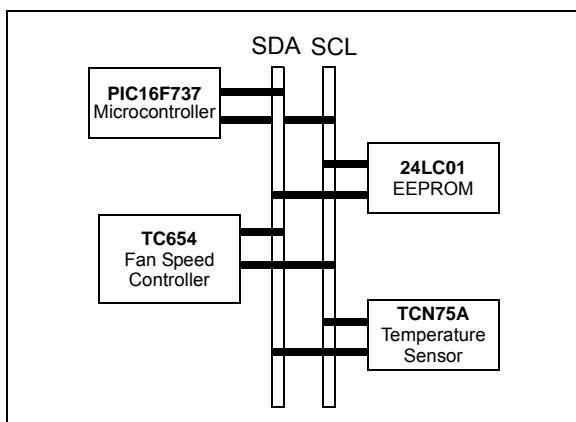 SDA SCL
PIC16F737
Microcontroller
24LC01
EEPROM
TC654
Fan Speed
Controller
TCN75A
Temperature
Sensor